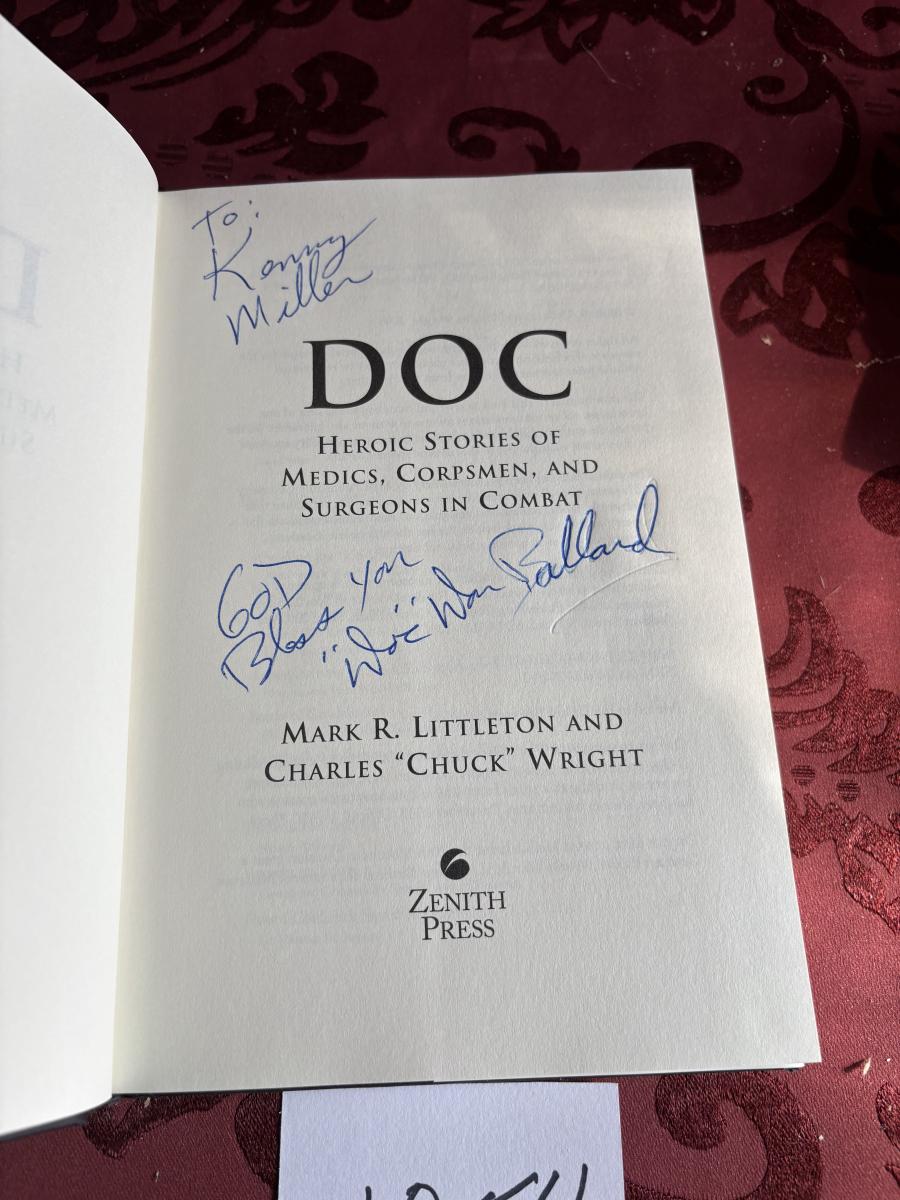 To:
Kenny
Miller
DOC
Heroic Stories of
Medics, Corpsmen, and
Surgeons in Combat
GOD
Bless you
"Doc" Don Ballard
Mark R. Littleton and
Charles “Chuck” Wright
Zenith
Press